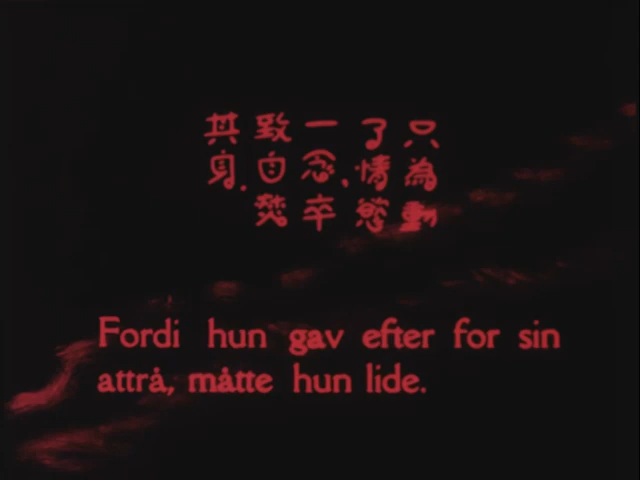 只為動
了情慾
一念，卒
致自焚
其身.
Fordi hun gav efter for sin
attrå, måtte hun lide.